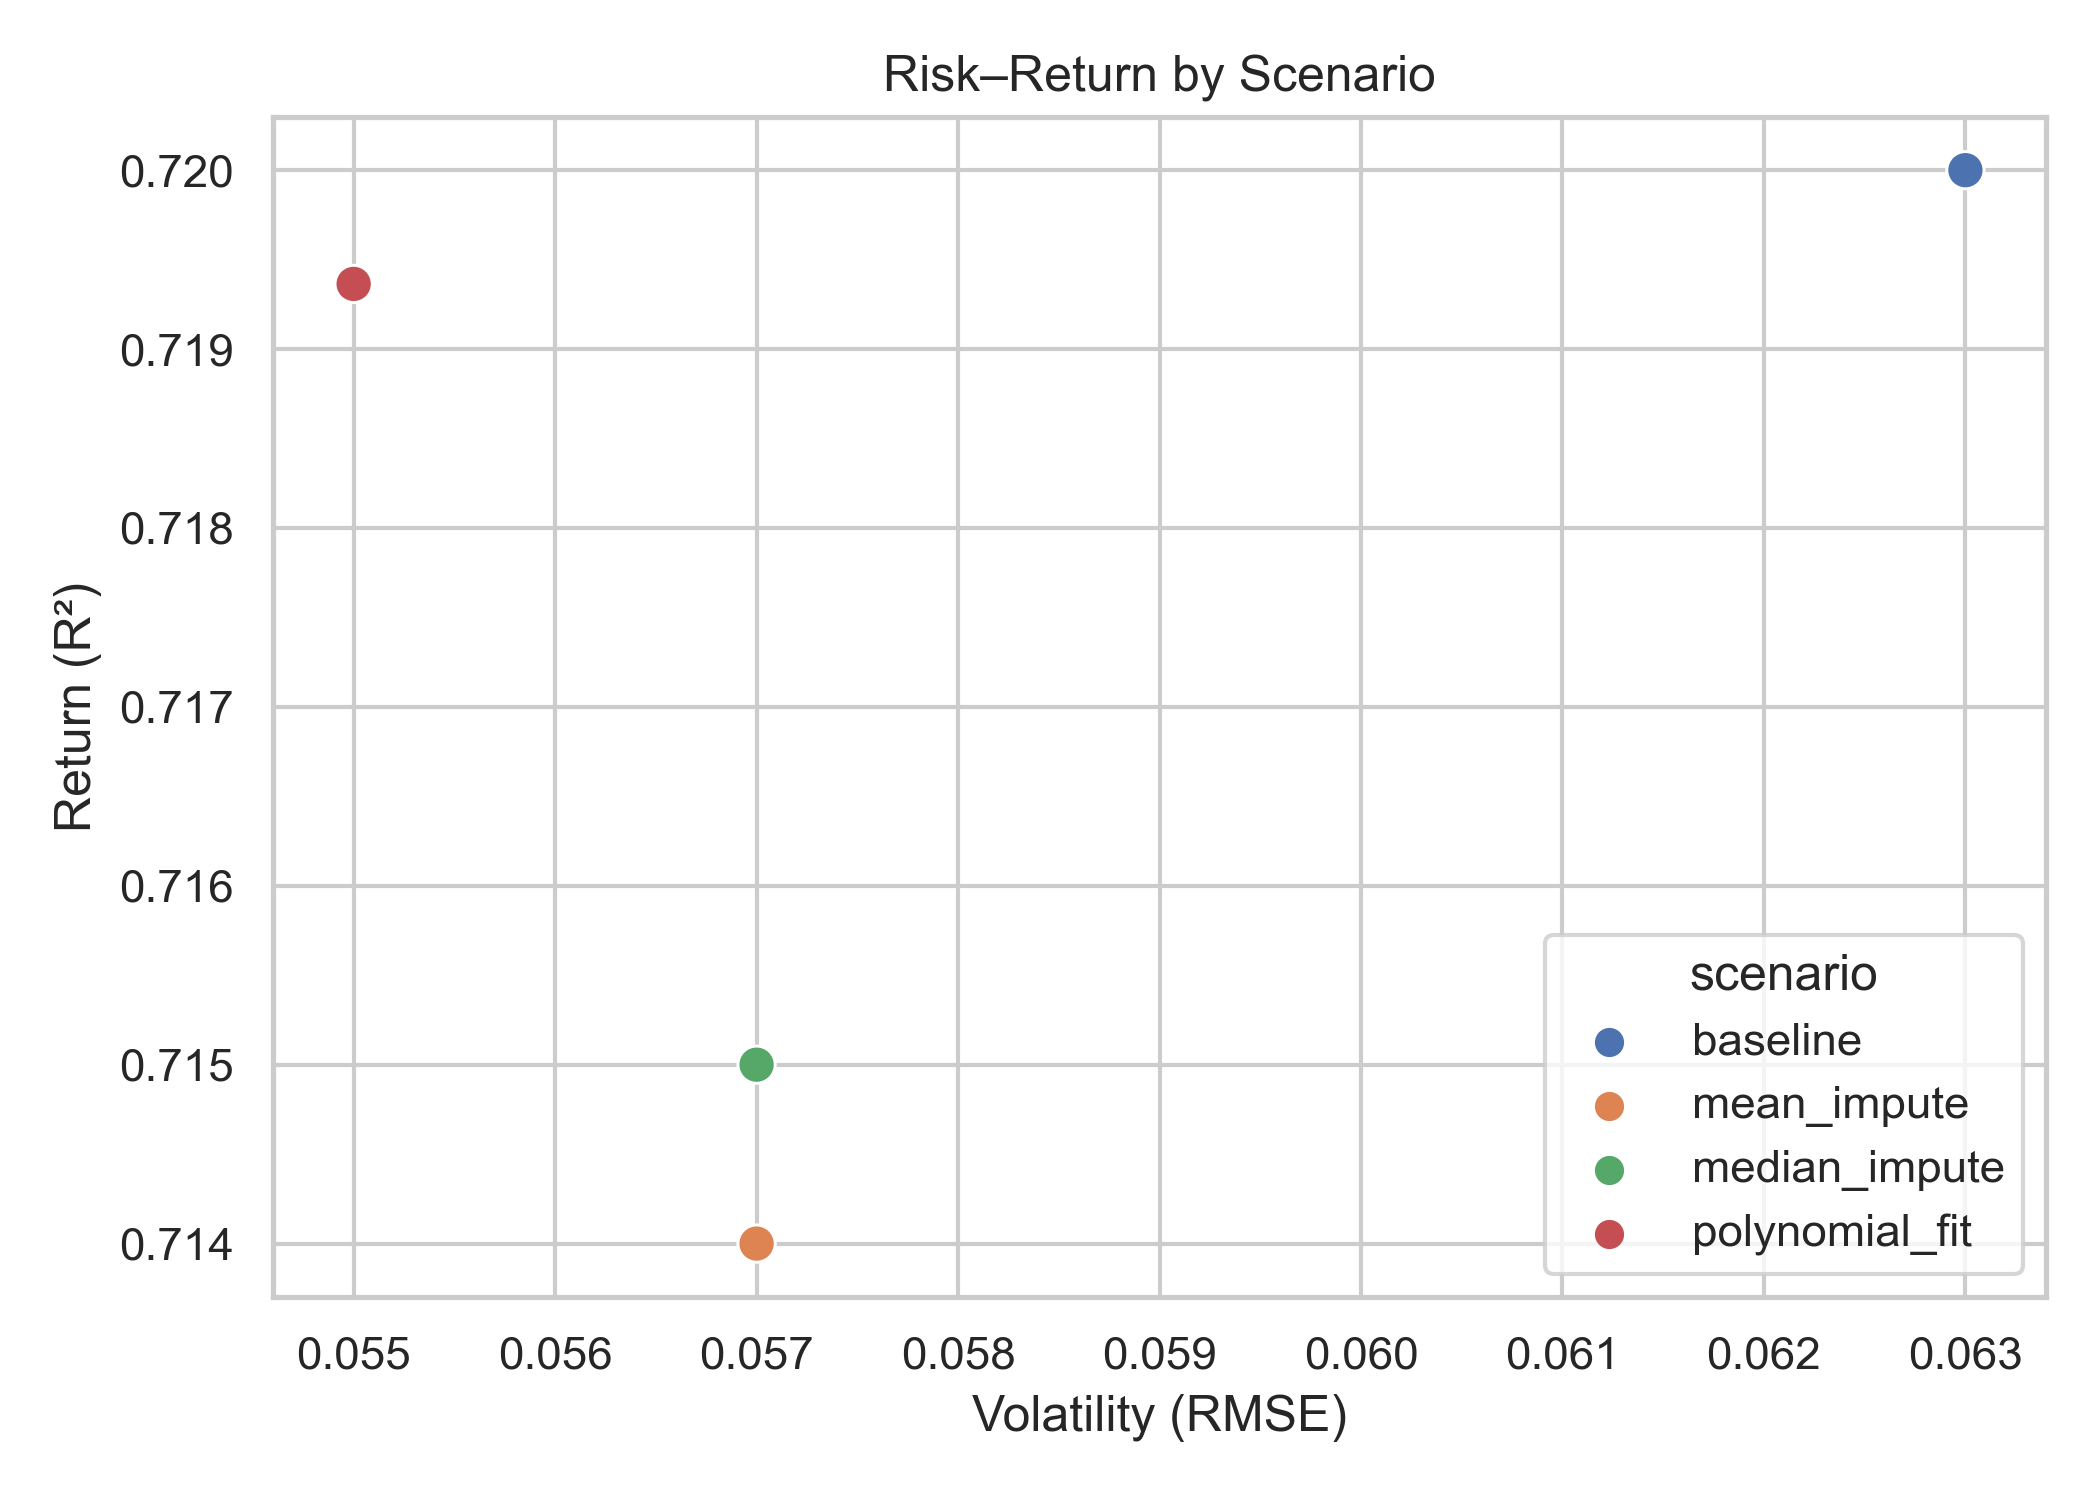 Risk–Return by Scenario
0.720
0.719
0.718
0.717
0.716
0.715
0.714
Return (R²)
scenario
baseline
mean_impute
median_impute
polynomial_fit
0.055 0.056 0.057 0.058 0.059 0.060 0.061 0.062 0.063
Volatility (RMSE)